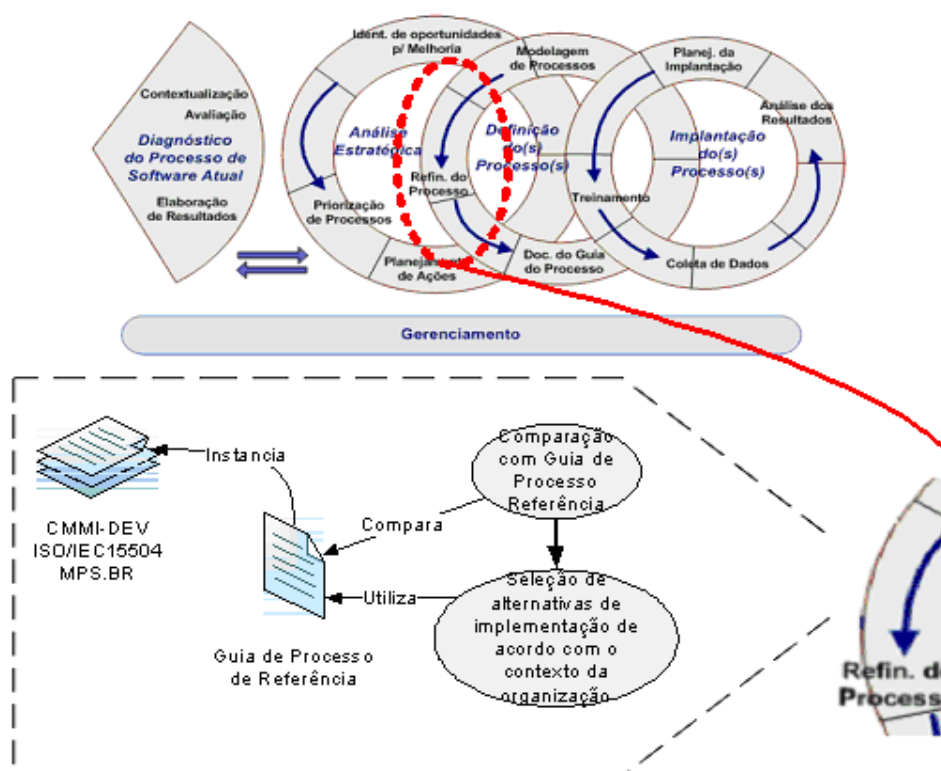 Contextualização
Avaliação
Diagnóstico
do Processo de
Software Atual
Elaboração
de Resultados
Ident. de oportunidades
p/ Melhoria
Análise
Estratégica
Priorização
de Processos
Planejamento
de Ações
Modelagem
de Processos
Definição
do(s)
Processo(s)
Refin. do
Processo
Doc. do Guia
do Processo
Planej. da
Implantação
Análise dos
Resultados
Implantação
do(s)
Processo(s)
Treinamento
Coleta de Dados
Gerenciamento
CMMI-DEV
ISO/IEC15504
MPS.BR
Instancia
Guia de Processo
de Referência
Compara
Utiliza
Comparação
com Guia de
Processo
Referência
Seleção de
alternativas de
implementação de
acordo com o
contexto da
organização
Refin. d
Process